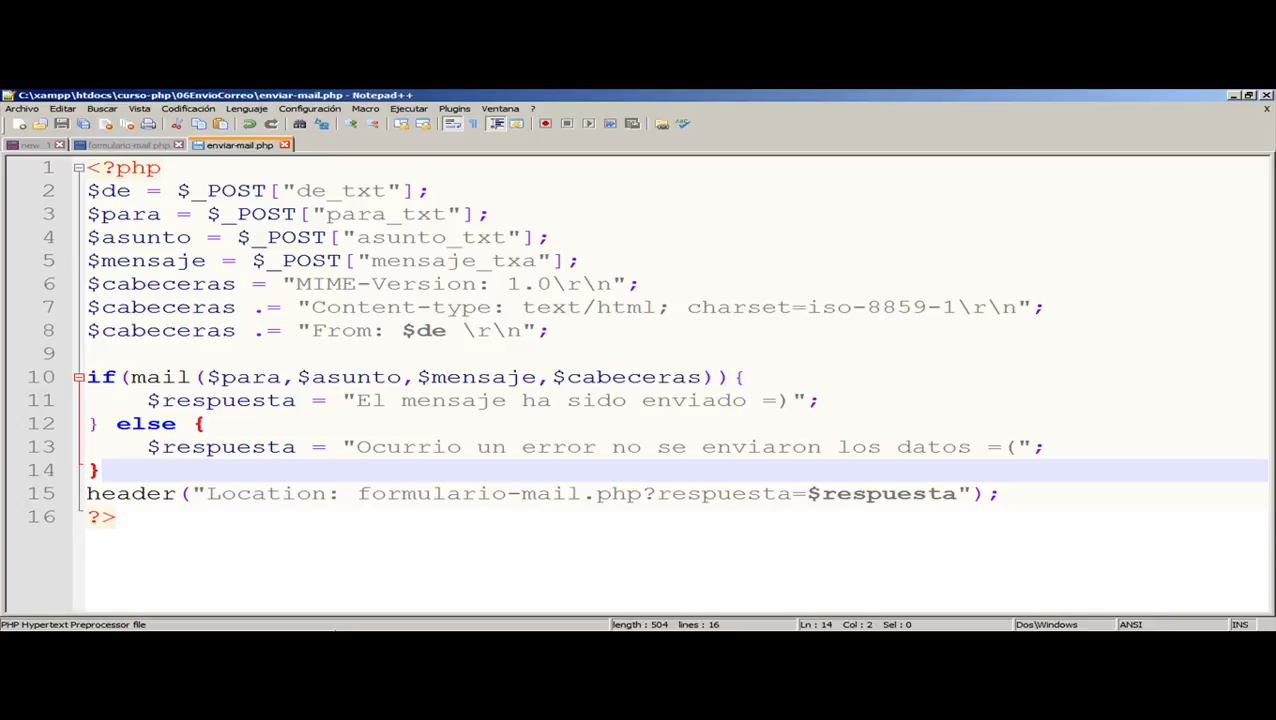 C:\xampp\htdocs\curso-php\06EnvioCorreo\enviar-mail.php - Notepad++
Archivo Editar Buscar Vista Codificación Lenguaje Configuración Macro Ejecutar Plugins Ventana ?
new 1 formulario-mail.php enviar-mail.php
1 <?php
2 $de = $_POST["de_txt"];
3 $para = $_POST["para_txt"];
4 $asunto = $_POST["asunto_txt"];
5 $mensaje = $_POST["mensaje_txa"];
6 $cabeceras = "MIME-Version: 1.0\r\n";
7 $cabeceras .= "Content-type: text/html; charset=iso-8859-1\r\n";
8 $cabeceras .= "From: $de \r\n";
9
10 if(mail($para,$asunto,$mensaje,$cabeceras)){
11 $respuesta = "El mensaje ha sido enviado =)";
12 } else {
13 $respuesta = "Ocurrio un error no se enviaron los datos =(";
14 }
15 header("Location: formulario-mail.php?respuesta=$respuesta");
16 ?>
PHP Hypertext Preprocessor file length : 504 lines : 16 Ln : 14 Col : 2 Sel : 0 Dos\Windows ANSI INS